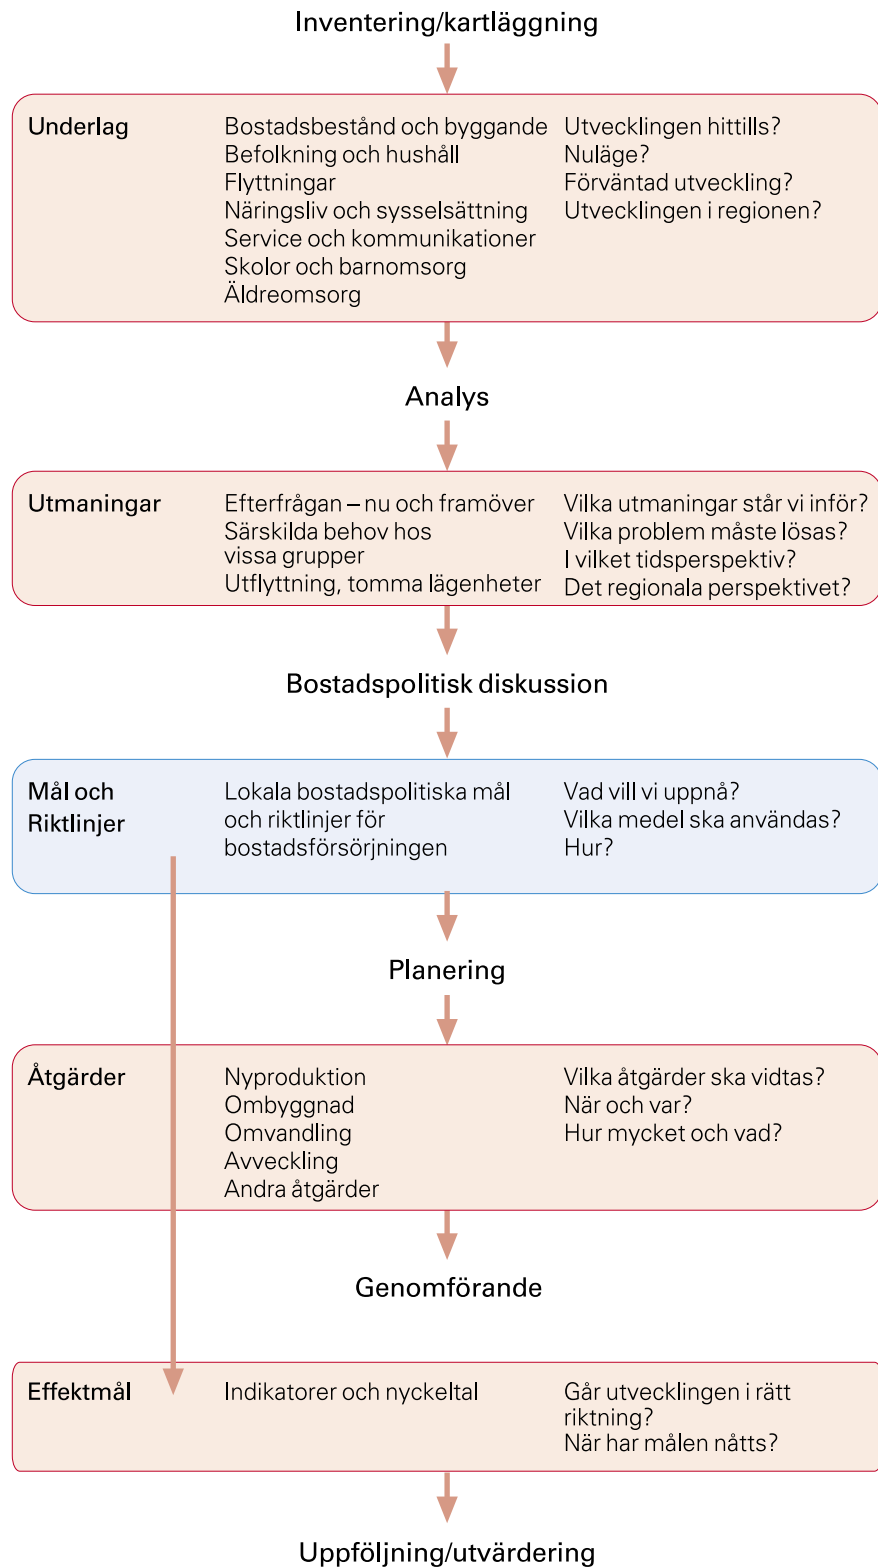 Inventering/kartläggning
Underlag
Bostadsbestånd och byggande
Befolkning och hushåll
Flyttningar
Näringsliv och sysselsättning
Service och kommunikationer
Skolor och barnomsorg
Äldreomsorg
Utvecklingen hittills?
Nuläge?
Förväntad utveckling?
Utvecklingen i regionen?
Analys
Utmaningar
Efterfrågan – nu och framöver
Särskilda behov hos
vissa grupper
Utflyttning, tomma lägenheter
Vilka utmaningar står vi inför?
Vilka problem måste lösas?
I vilket tidsperspektiv?
Det regionala perspektivet?
Bostadspolitisk diskussion
Mål och
Riktlinjer
Lokala bostadspolitiska mål
och riktlinjer för
bostadsförsörjningen
Vad vill vi uppnå?
Vilka medel ska användas?
Hur?
Planering
Åtgärder
Nyproduktion
Ombyggnad
Omvandling
Avveckling
Andra åtgärder
Vilka åtgärder ska vidtas?
När och var?
Hur mycket och vad?
Genomförande
Effektmål
Indikatorer och nyckeltal
Går utvecklingen i rätt
riktning?
När har målen nåtts?
Uppföljning/utvärdering